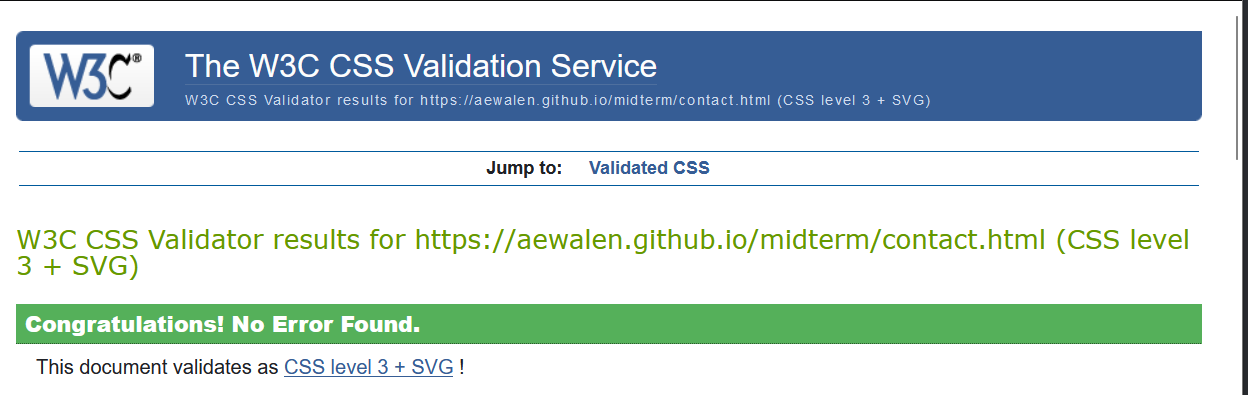 W3C®
The W3C CSS Validation Service
W3C CSS Validator results for https://aewalen.github.io/midterm/contact.html (CSS level 3 + SVG)
Jump to: Validated CSS
W3C CSS Validator results for https://aewalen.github.io/midterm/contact.html (CSS level
3 + SVG)
Congratulations! No Error Found.
This document validates as CSS level 3 + SVG !